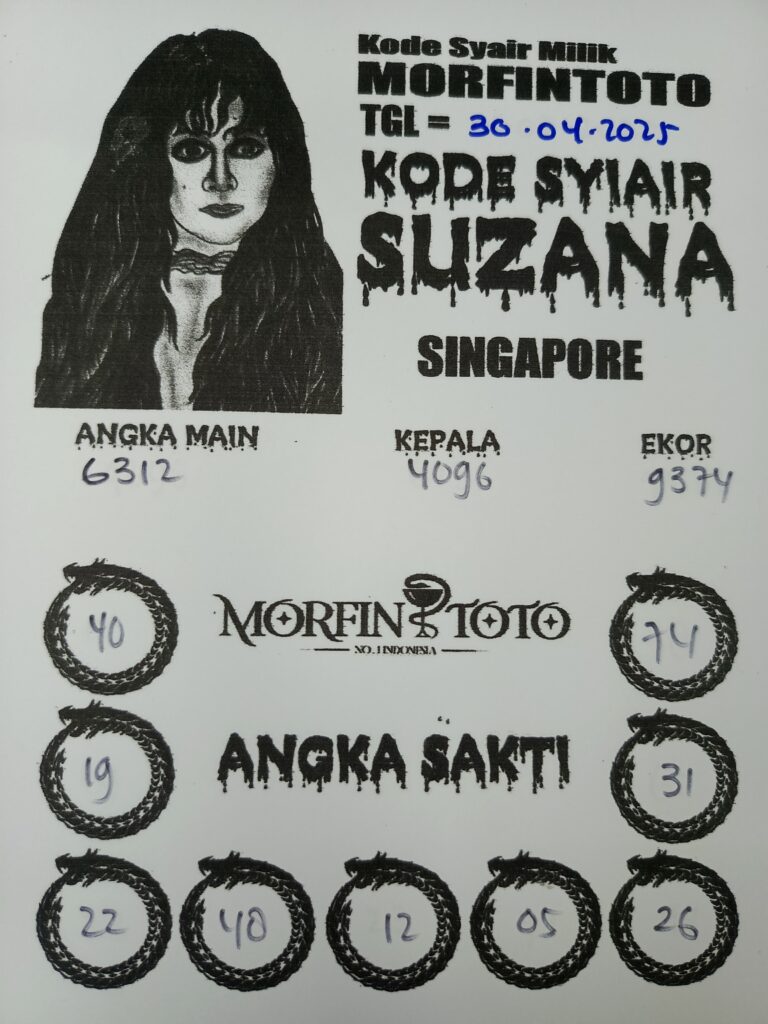 Kode Syair Milik
MORFINTOTO
TGL = 30.04.2025
KODE SYIAIR
SUZANA
SINGAPORE
ANGKA MAIN KEPALA EKOR
6312 4096 9374
40 MORFIN TOTO 74
NO.1 INDONESIA
19 ANGKA SAKTI 31
22 48 12 05 26